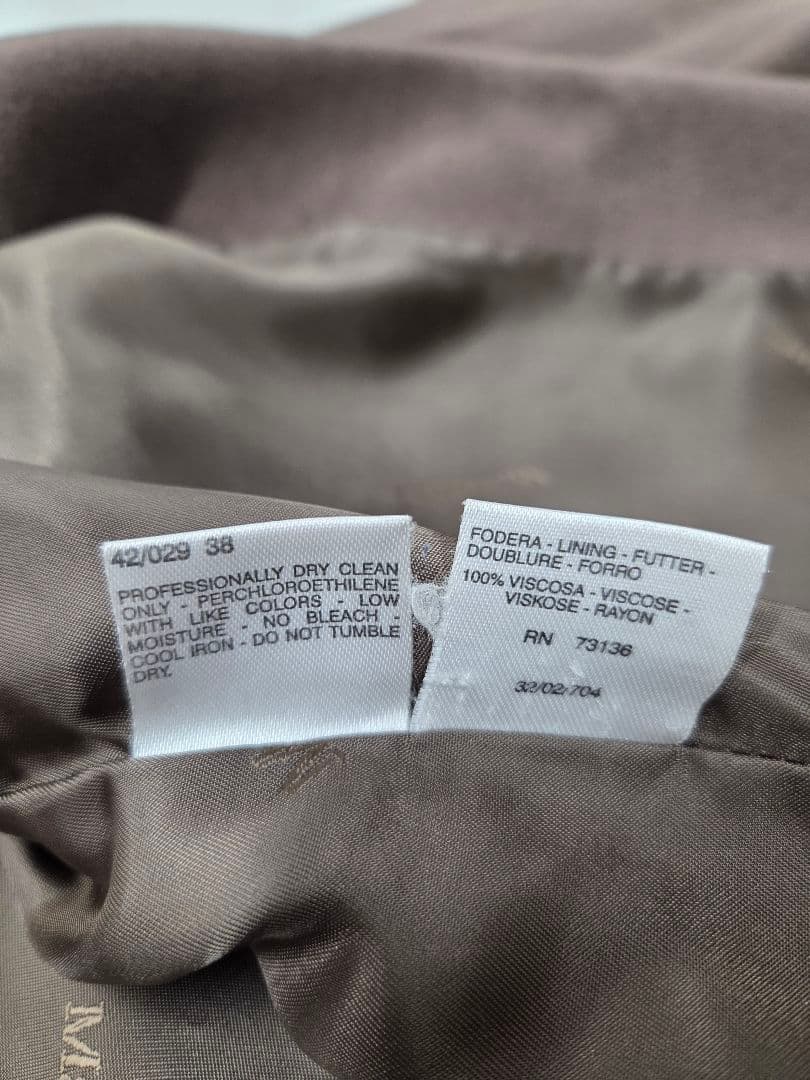 42/029 38
PROFESSIONALLY DRY CLEAN
ONLY - PERCHLOROETHILENE
WITH LIKE COLORS - LOW
MOISTURE - NO BLEACH -
COOL IRON - DO NOT TUMBLE
DRY.
FODERA - LINING - FUTTER -
DOUBLURE - FORRO
100% VISCOSA - VISCOSE -
VISKOSE - RAYON
RN 73136
32/02/704